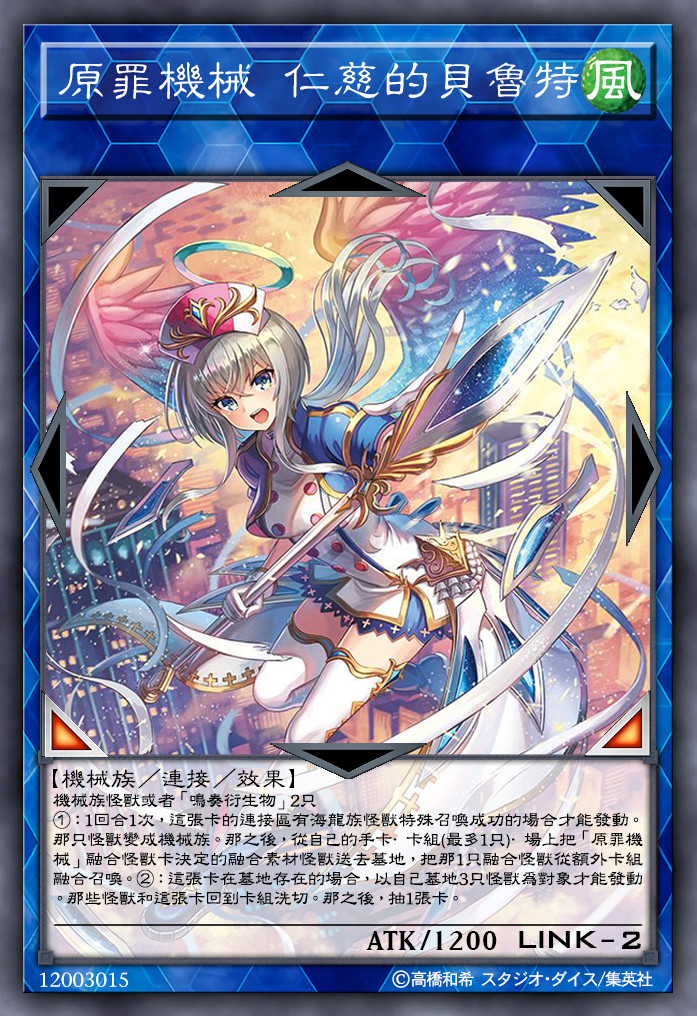 原罪機械 仁慈的貝魯特 風
【機械族／連接／效果】
機械族怪獸或者「鳴奏衍生物」2只
①：1回合1次，這張卡的連接區有海龍族怪獸特殊召喚成功的場合才能發動。
那只怪獸變成機械族。那之後，從自己的手卡·卡組(最多1只)·場上把「原罪機
械」融合怪獸卡決定的融合素材怪獸送去墓地，把那1只融合怪獸從額外卡組
融合召喚。②：這張卡在墓地存在的場合，以自己墓地3只怪獸為對象才能發動
。那些怪獸和這張卡回到卡組洗切。那之後，抽1張卡。
ATK/1200 LINK-2
12003015 ©高橋和希 スタジオ・ダイス/集英社